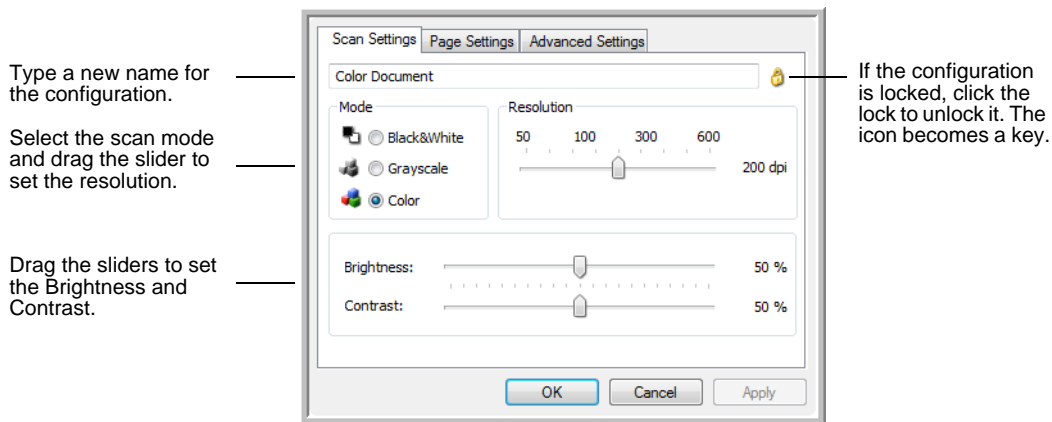 Scan Settings Page Settings Advanced Settings
Type a new name for
the configuration.
Color Document
If the configuration
is locked, click the
lock to unlock it. The
icon becomes a key.
Select the scan mode
and drag the slider to
set the resolution.
Mode
Black&White
Grayscale
Color
Resolution
50 100 300 600
200 dpi
Drag the sliders to set
the Brightness and
Contrast.
Brightness: 50 %
Contrast: 50 %
OK Cancel Apply